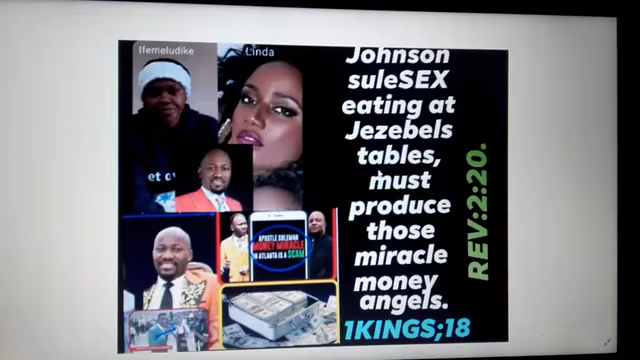 Ifemeludike
Linda
Johnson
suleSEX
eating at
Jezebels
tables,
must
produce
those
miracle
money
angels.
1KINGS;18
REV:2:20.
APOSTLE SULEMAN
MONEY MIRACLE
IN ATLANTA IS A SCAM